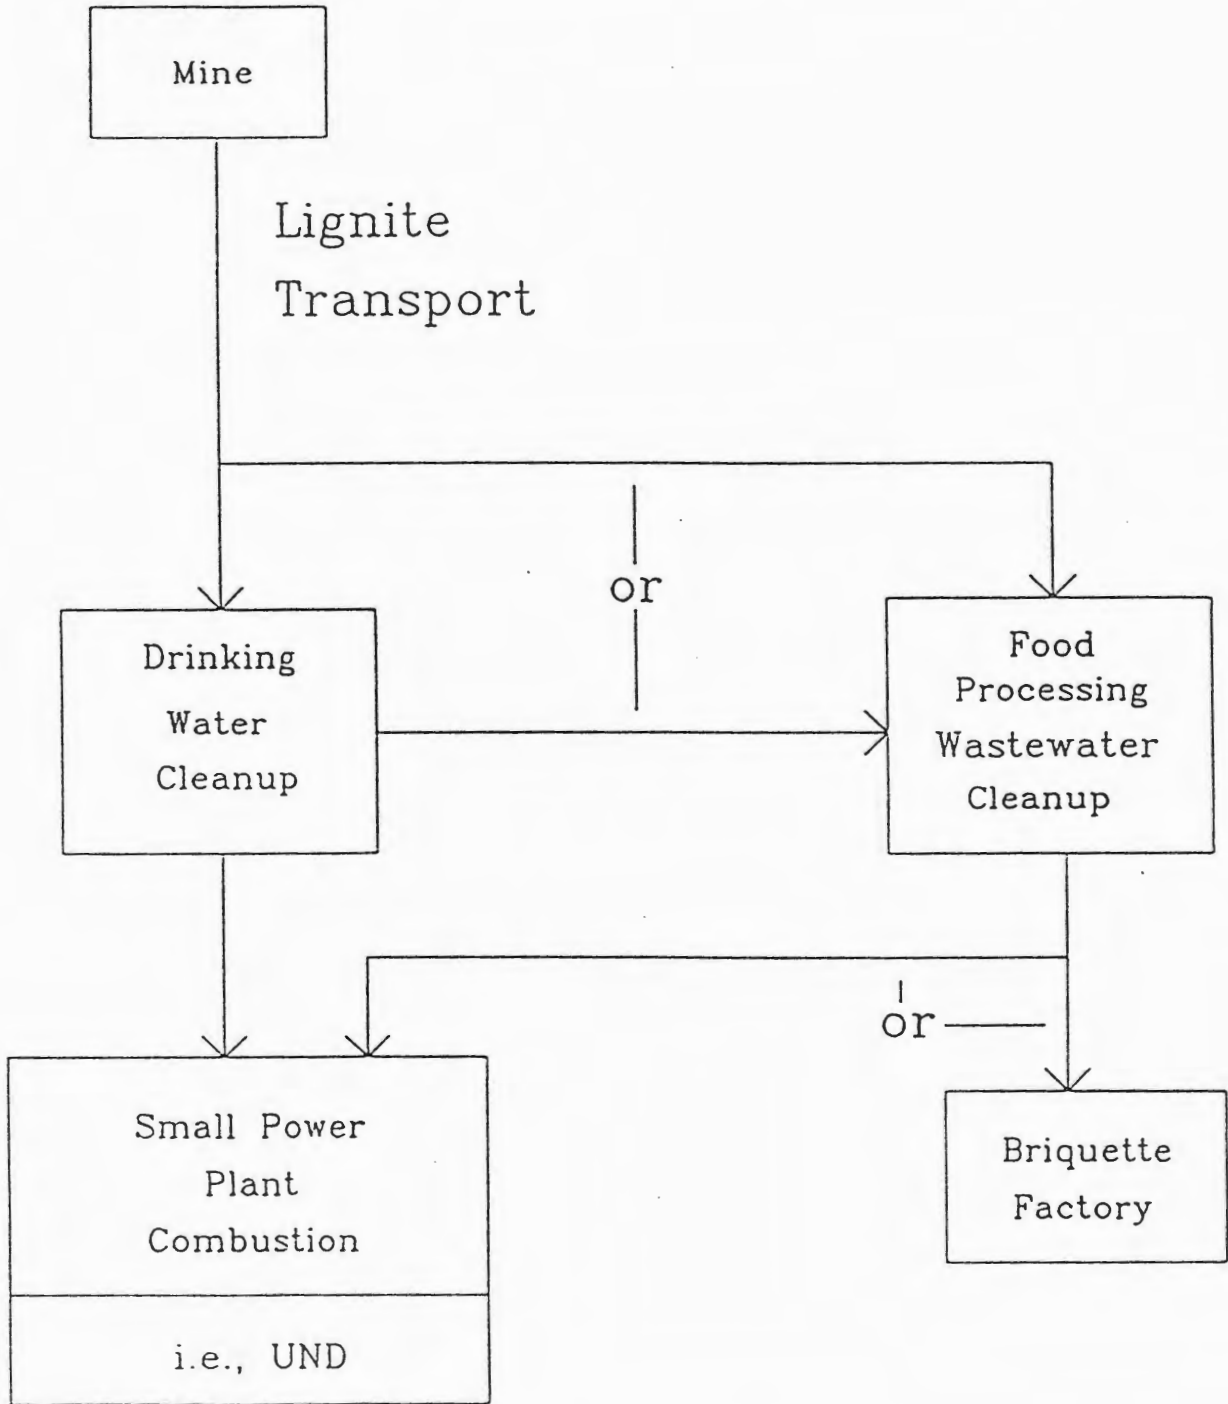 Mine
Lignite
Transport
or
Drinking
Water
Cleanup
Food
Processing
Wastewater
Cleanup
or
Small Power
Plant
Combustion
i.e., UND
Briquette
Factory